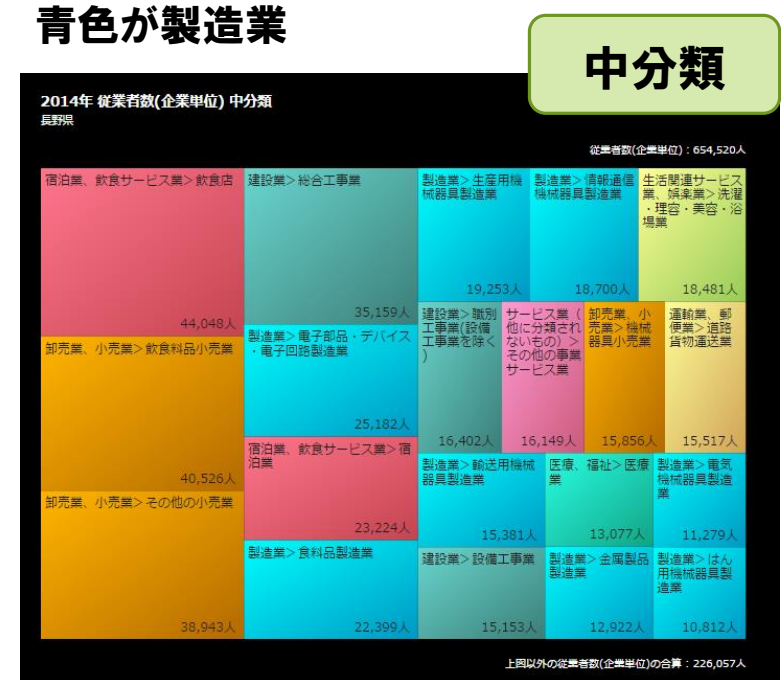 青色が製造業
中分類
2014年 従業者数(企業単位) 中分類
長野県
従業者数(企業単位)：654,520人
宿泊業、飲食サービス業＞飲食店
44,048人
卸売業、小売業＞飲食料品小売業
40,526人
卸売業、小売業＞その他の小売業
38,943人
建設業＞総合工事業
35,159人
製造業＞電子部品・デバイス
・電子回路製造業
25,182人
宿泊業、飲食サービス業＞宿
泊業
23,224人
製造業＞食料品製造業
22,399人
製造業＞生産用機
械器具製造業
19,253人
製造業＞情報通信
機械器具製造業
18,700人
生活関連サービス
業、娯楽業＞洗濯
・理容・美容・浴
場業
18,481人
建設業＞職別
工事業(設備
工事業を除く
)
16,402人
サービス業（
他に分類され
ないもの）＞
その他の事業
サービス業
16,149人
卸売業、小
売業＞機械
器具小売業
15,856人
運輸業、郵
便業＞道路
貨物運送業
15,517人
製造業＞輸送用機械
器具製造業
15,381人
医療、福祉＞医療
業
13,077人
製造業＞電気
機械器具製造
業
11,279人
建設業＞設備工事業
15,153人
製造業＞金属製品
製造業
12,922人
製造業＞はん
用機械器具製
造業
10,812人
上図以外の従業者数(企業単位)の合算：226,057人